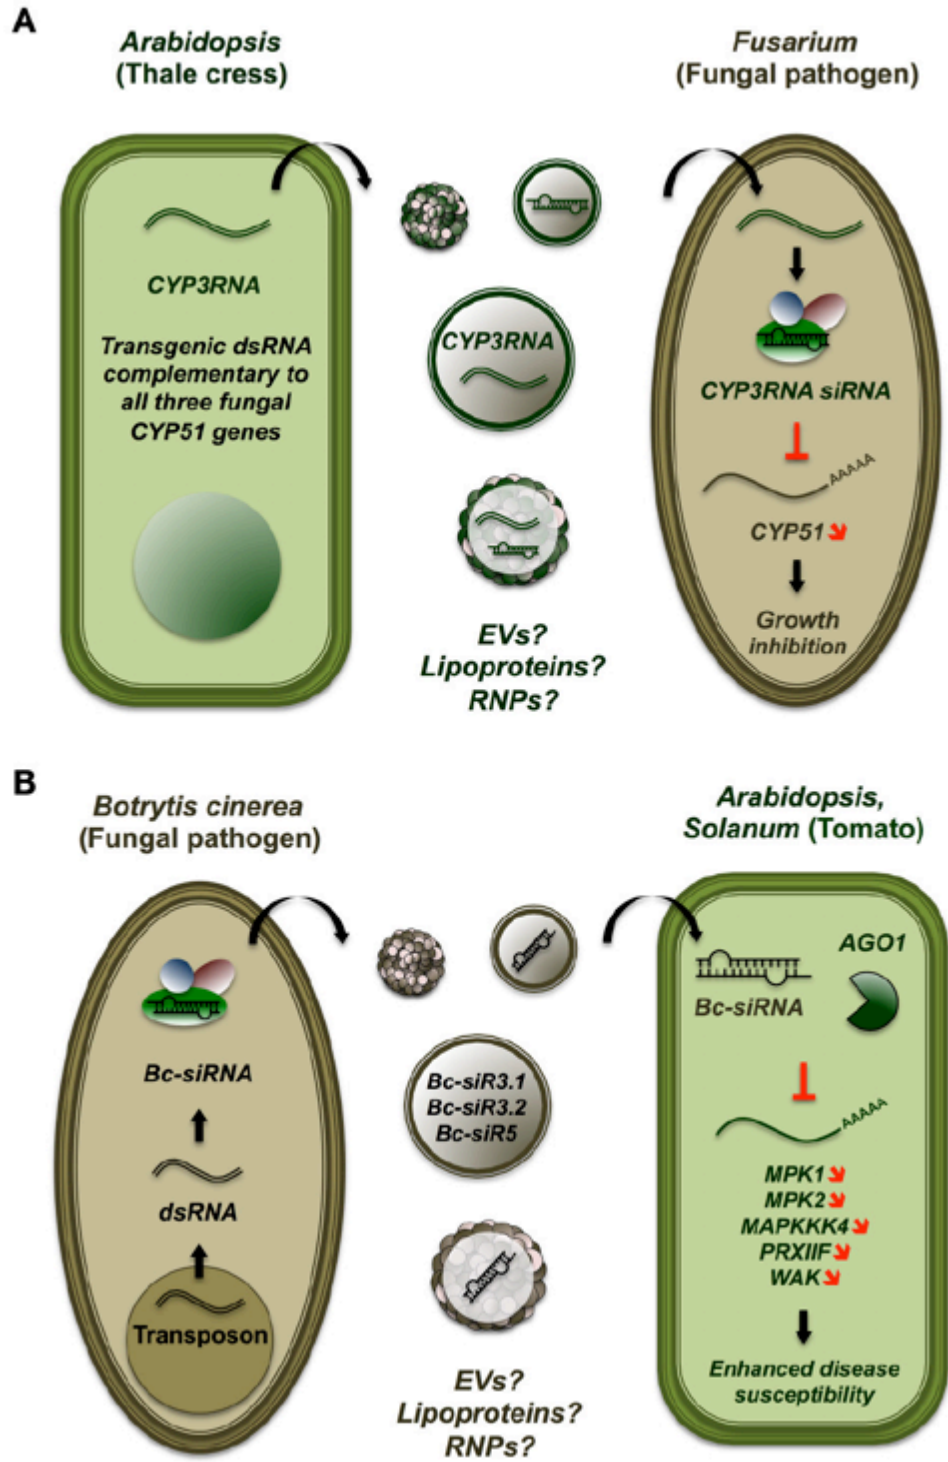 A
Arabidopsis
(Thale cress)
Fusarium
(Fungal pathogen)
CYP3RNA
Transgenic dsRNA
complementary to
all three fungal
CYP51 genes
CYP3RNA
EVs?
Lipoproteins?
RNPs?
CYP3RNA siRNA
AAAAA
CYP51
Growth
inhibition
B
Botrytis cinerea
(Fungal pathogen)
Arabidopsis,
Solanum (Tomato)
Bc-siRNA
dsRNA
Transposon
Bc-siR3.1
Bc-siR3.2
Bc-siR5
EVs?
Lipoproteins?
RNPs?
AGO1
Bc-siRNA
AAAAA
MPK1
MPK2
MAPKKK4
PRXIIF
WAK
Enhanced disease
susceptibility